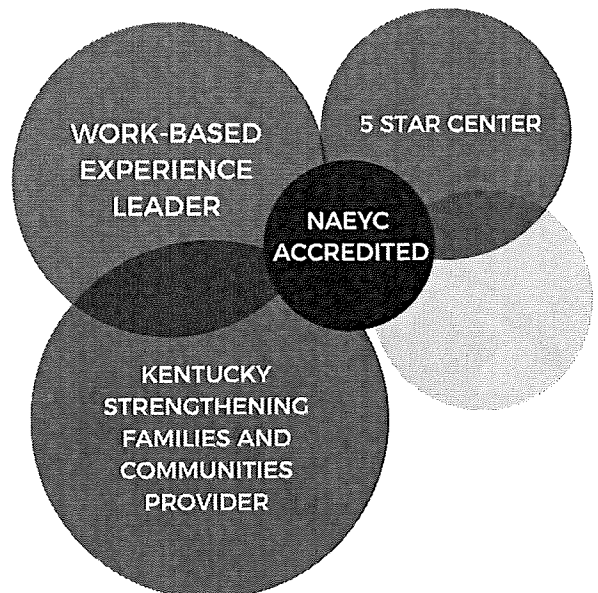 WORK-BASED
EXPERIENCE
LEADER
5 STAR CENTER
NAEYC
ACCREDITED
KENTUCKY
STRENGTHENING
FAMILIES AND
COMMUNITIES
PROVIDER